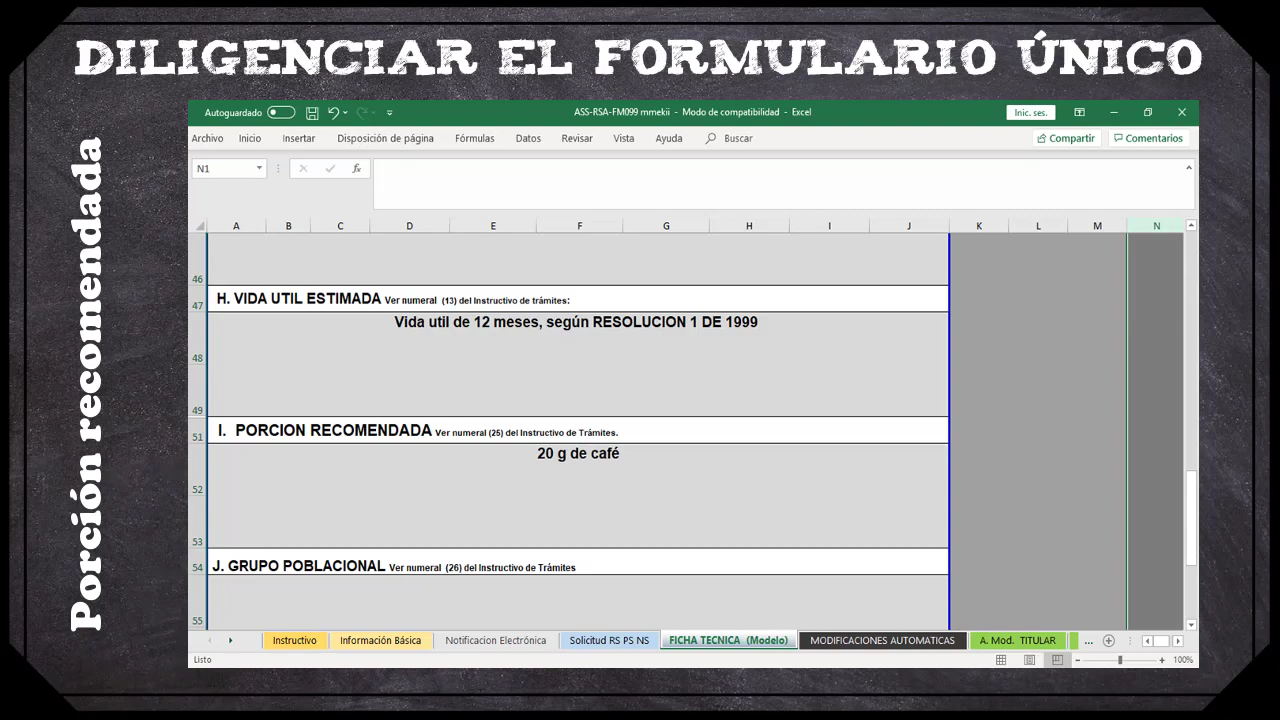 DILIGENCIAR EL FORMULARIO ÚNICO
Porción recomendada
Autoguardado
ASS-RSA-FM099 mmekii - Modo de compatibilidad - Excel
Inic. ses.
Archivo Inicio Insertar Disposición de página Fórmulas Datos Revisar Vista Ayuda Buscar Compartir Comentarios
N1 fx
A B C D E F G H I J K L M N
46
47 H. VIDA UTIL ESTIMADA Ver numeral (13) del Instructivo de trámites:
Vida util de 12 meses, según RESOLUCION 1 DE 1999
48
49
51 I. PORCION RECOMENDADA Ver numeral (25) del Instructivo de Trámites.
20 g de café
52
53
54 J. GRUPO POBLACIONAL Ver numeral (26) del Instructivo de Trámites
55
Instructivo Información Básica Notificacion Electrónica Solicitud RS PS NS FICHA TECNICA (Modelo) MODIFICACIONES AUTOMATICAS A. Mod. TITULAR ...
Listo 100%